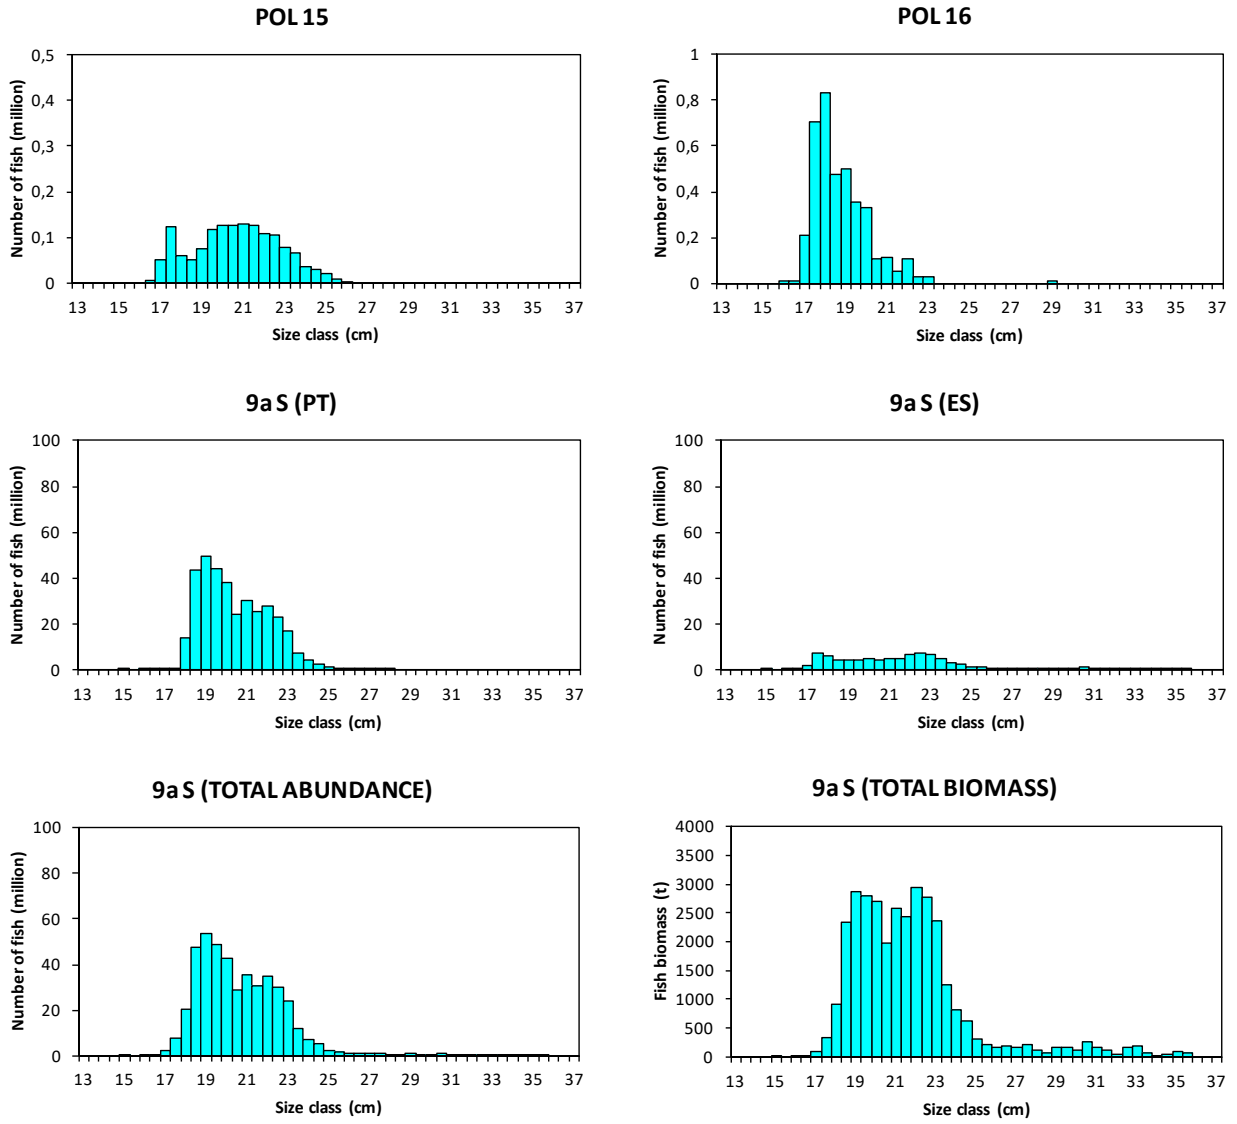 POL 15
0,5
0,4
0,3
0,2
0,1
0
Number of fish (million)
13 15 17 19 21 23 25 27 29 31 33 35 37
Size class (cm)
POL 16
1
0,8
0,6
0,4
0,2
0
Number of fish (million)
13 15 17 19 21 23 25 27 29 31 33 35 37
Size class (cm)
9a S (PT)
100
80
60
40
20
0
Number of fish (million)
13 15 17 19 21 23 25 27 29 31 33 35 37
Size class (cm)
9a S (ES)
100
80
60
40
20
0
Number of fish (million)
13 15 17 19 21 23 25 27 29 31 33 35 37
Size class (cm)
9a S (TOTAL ABUNDANCE)
100
80
60
40
20
0
Number of fish (million)
13 15 17 19 21 23 25 27 29 31 33 35 37
Size class (cm)
9a S (TOTAL BIOMASS)
4000
3500
3000
2500
2000
1500
1000
500
0
Fish biomass (t)
13 15 17 19 21 23 25 27 29 31 33 35 37
Size class (cm)